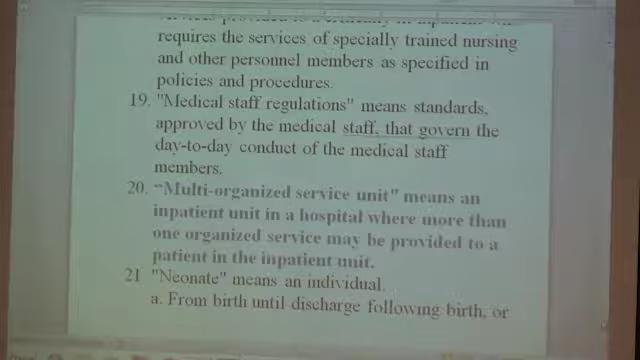 requires the services of specially trained nursing
and other personnel members as specified in
policies and procedures.
19. "Medical staff regulations" means standards,
approved by the medical staff, that govern the
day-to-day conduct of the medical staff
members.
20. "Multi-organized service unit" means an
inpatient unit in a hospital where more than
one organized service may be provided to a
patient in the inpatient unit.
21 "Neonate" means an individual.
a. From birth until discharge following birth, or